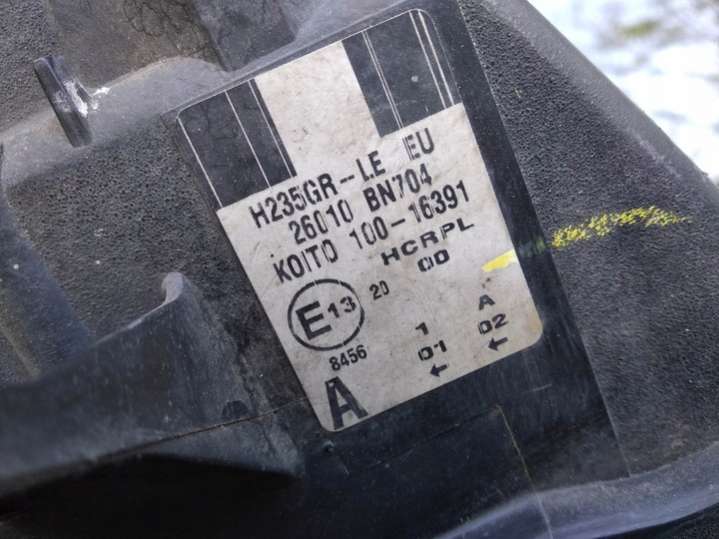 H235GR--LE EU
26010 BN704
KOITO 100-16391
HCRPL
E13 20 00
8456 1 A
01 02
A ← ←